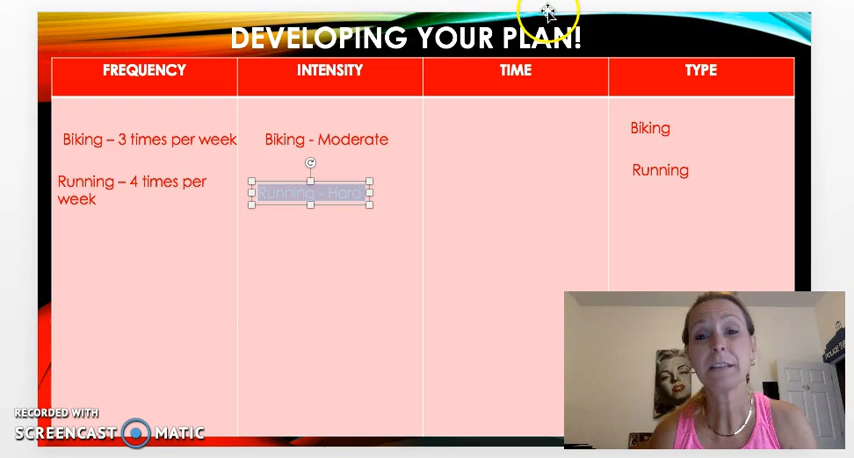 DEVELOPING YOUR PLAN!
FREQUENCY INTENSITY TIME TYPE
Biking – 3 times per week
Running – 4 times per
week
Biking - Moderate
Running - Hard
Biking
Running
POLICE
RECORDED WITH
SCREENCAST MATIC